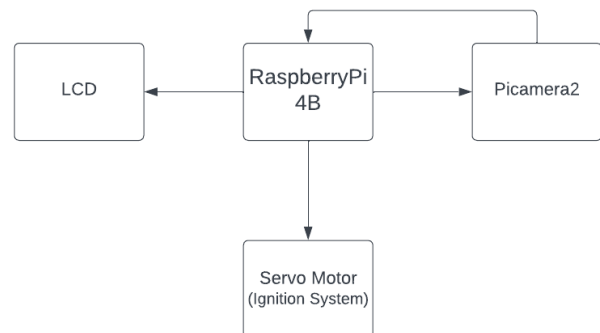 LCD
RaspberryPi
4B
Picamera2
Servo Motor
(Ignition System)